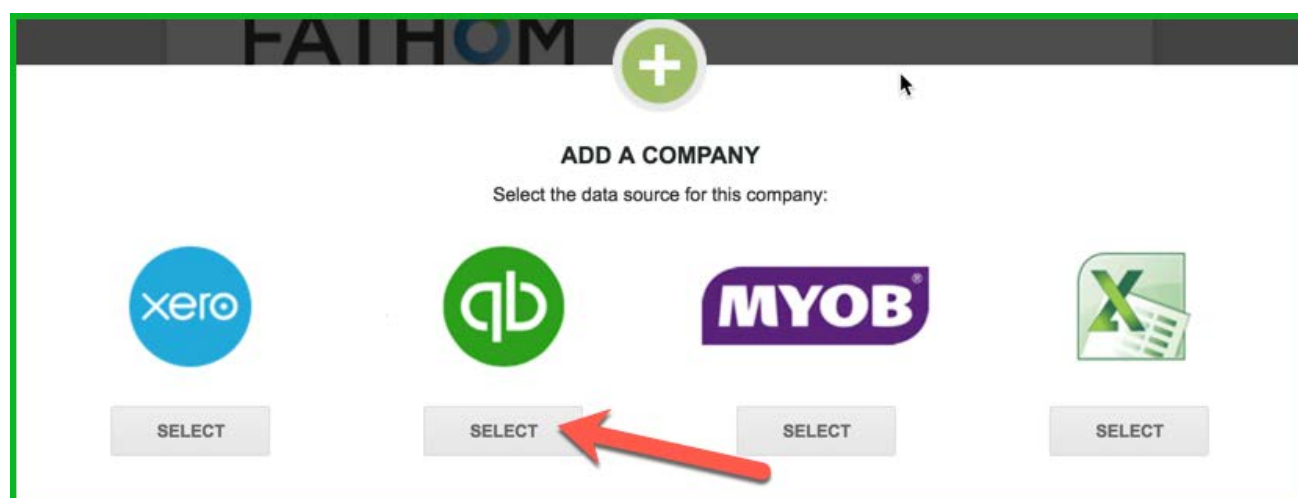 FATHOM
ADD A COMPANY
Select the data source for this company:
xero
qb
MYOB®
X
SELECT
SELECT
SELECT
SELECT